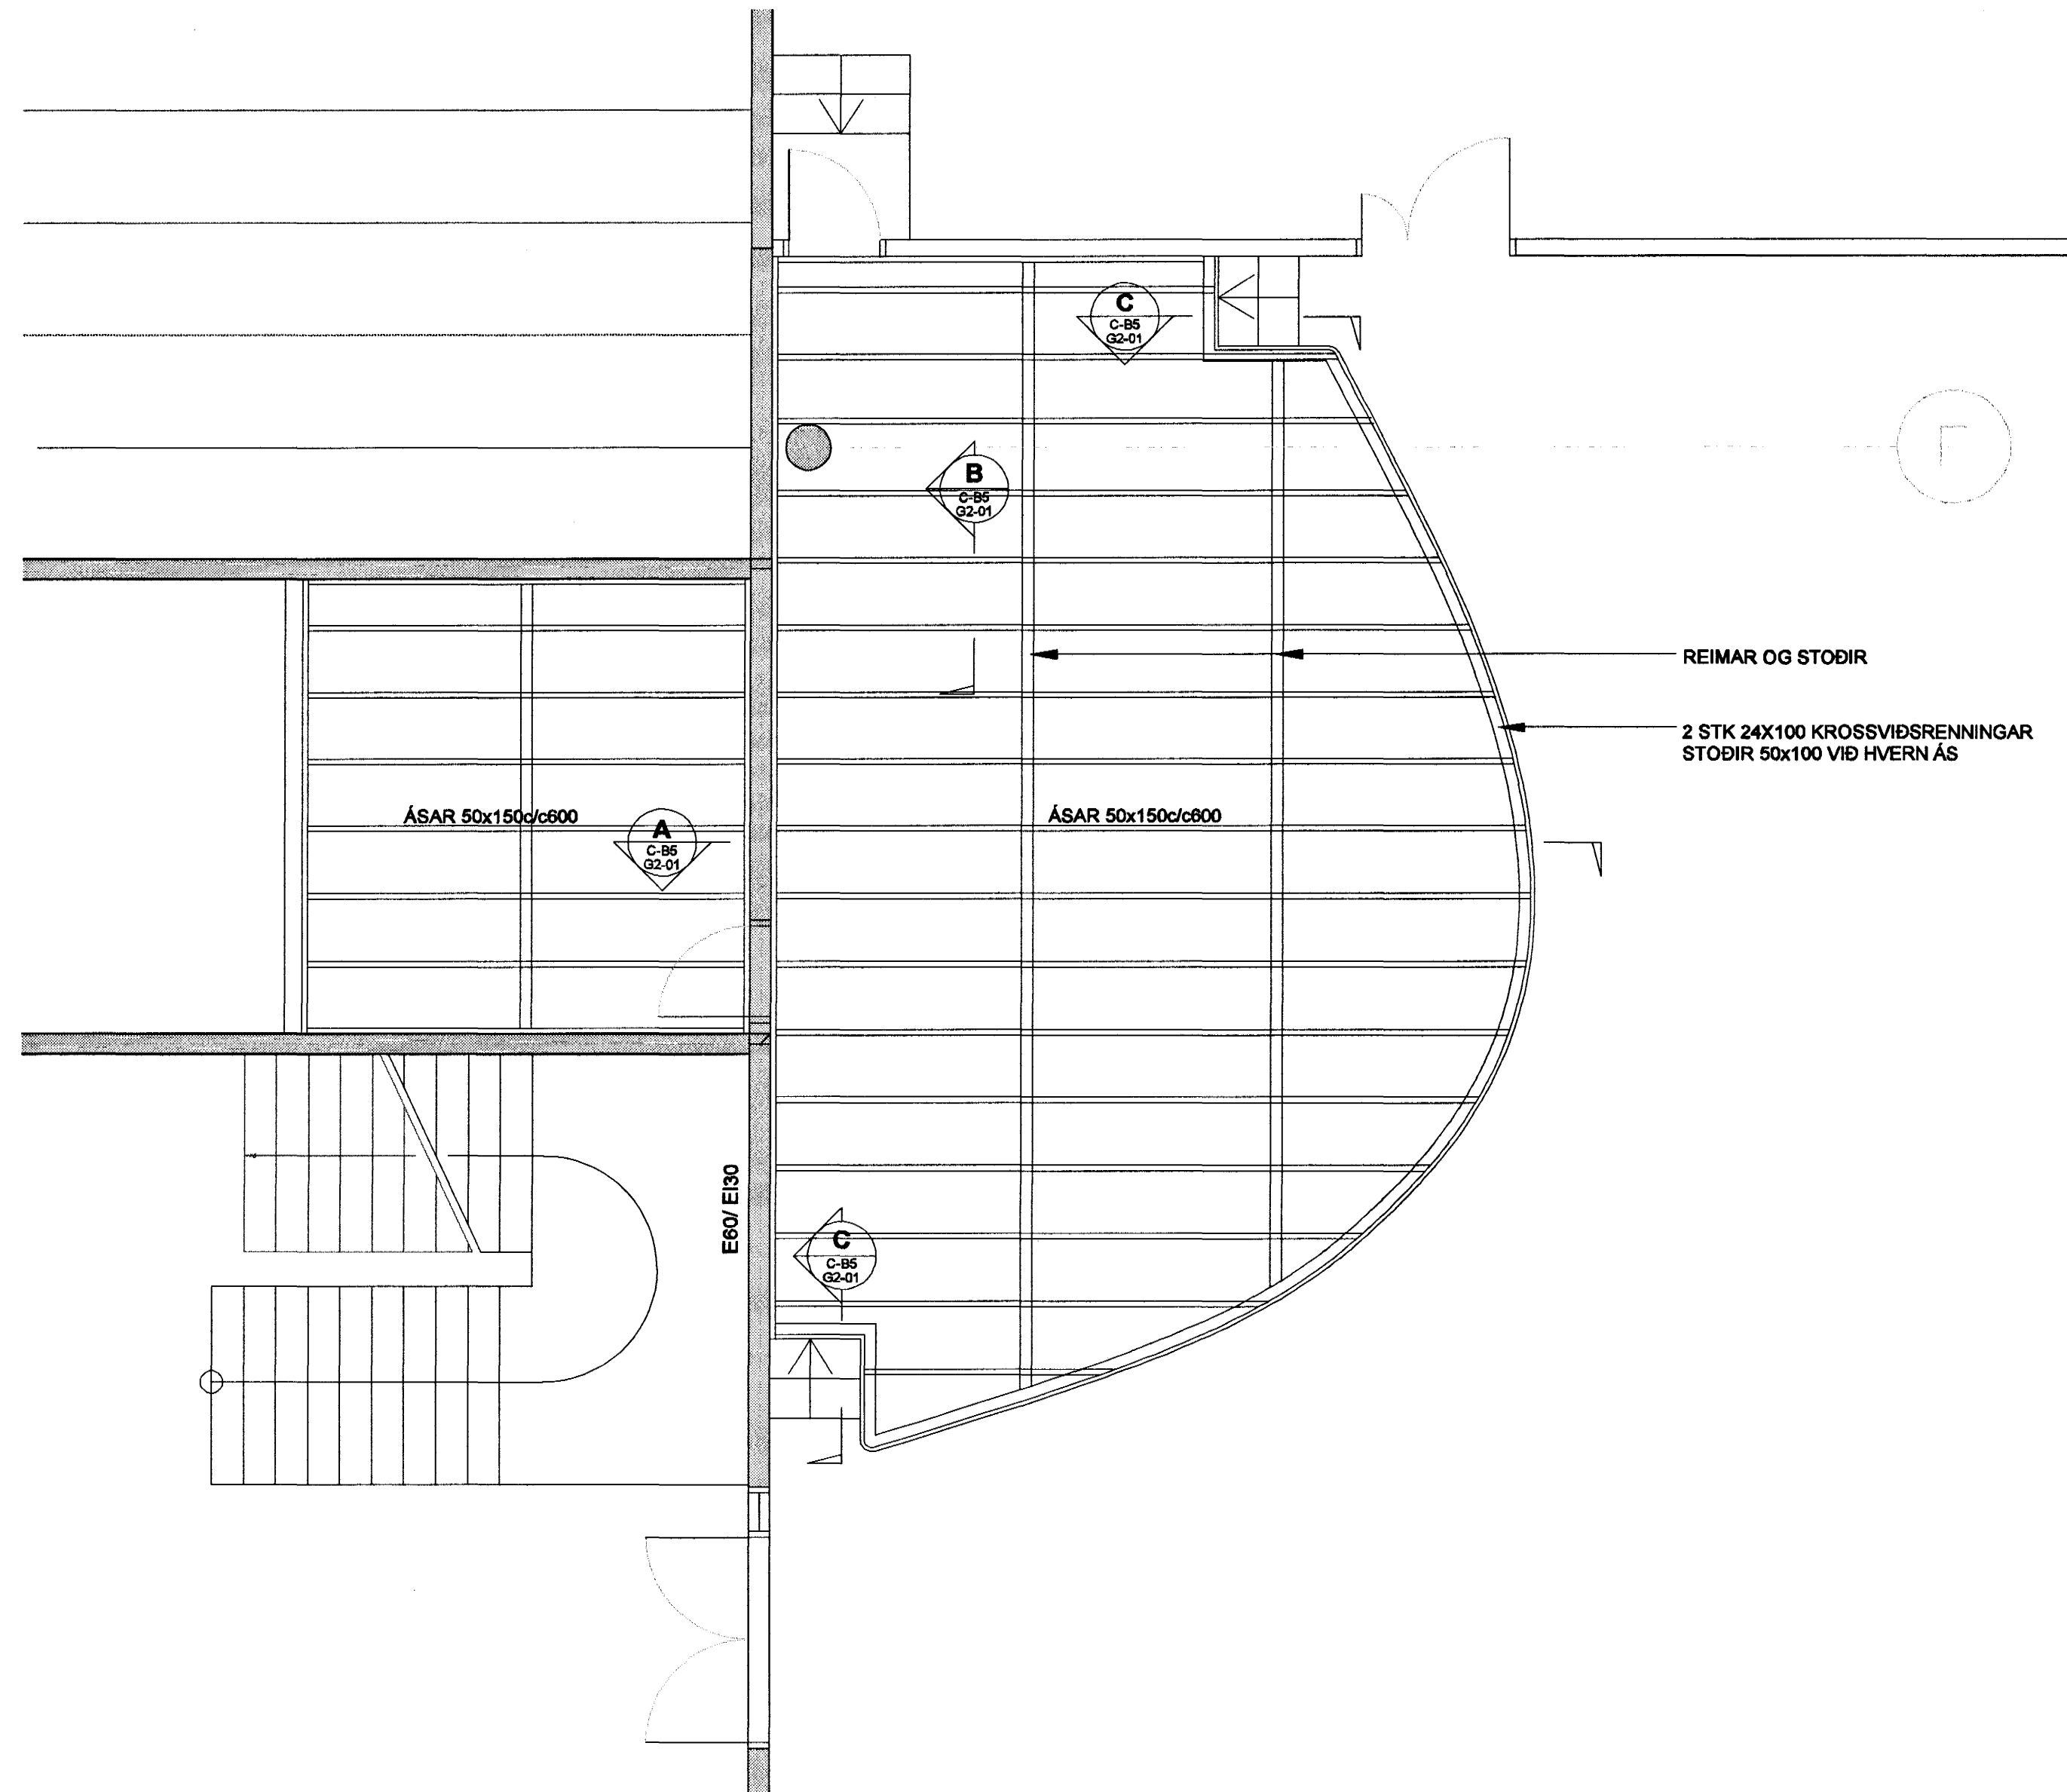 C
C-B5
G2-01
B
C-B5
G2-01
L
REIMAR OG STOÐIR
2 STK 24X100 KROSSVIÐSRENNINGAR
STOÐIR 50x100 VIÐ HVERN ÁS
ÁSAR 50x150c/c600
A
C-B5
G2-01
ÁSAR 50x150c/c600
E60/ EI30
C
C-B5
G2-01